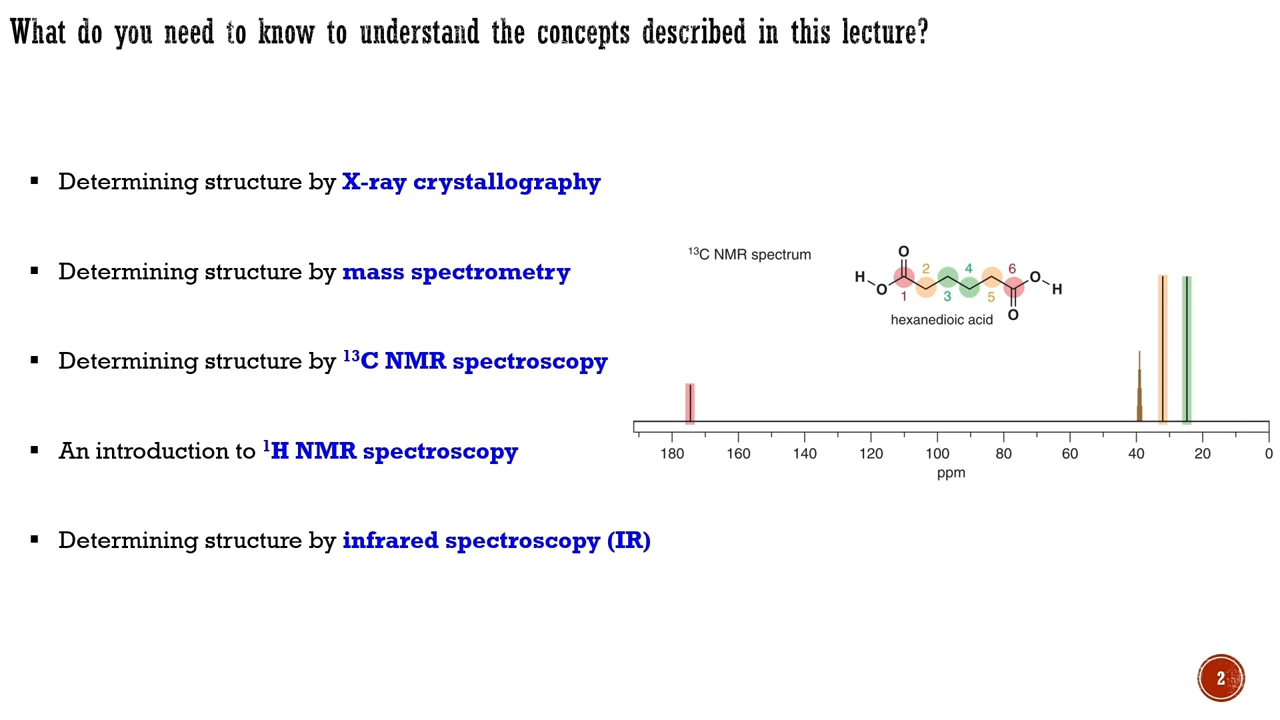 What do you need to know to understand the concepts described in this lecture?
▪ Determining structure by X-ray crystallography
▪ Determining structure by mass spectrometry
▪ Determining structure by ¹³C NMR spectroscopy
▪ An introduction to ¹H NMR spectroscopy
▪ Determining structure by infrared spectroscopy (IR)
¹³C NMR spectrum
O
H 2 4 6 O
O 1 3 5 H
hexanedioic acid O
180 160 140 120 100 80 60 40 20 0
ppm
2